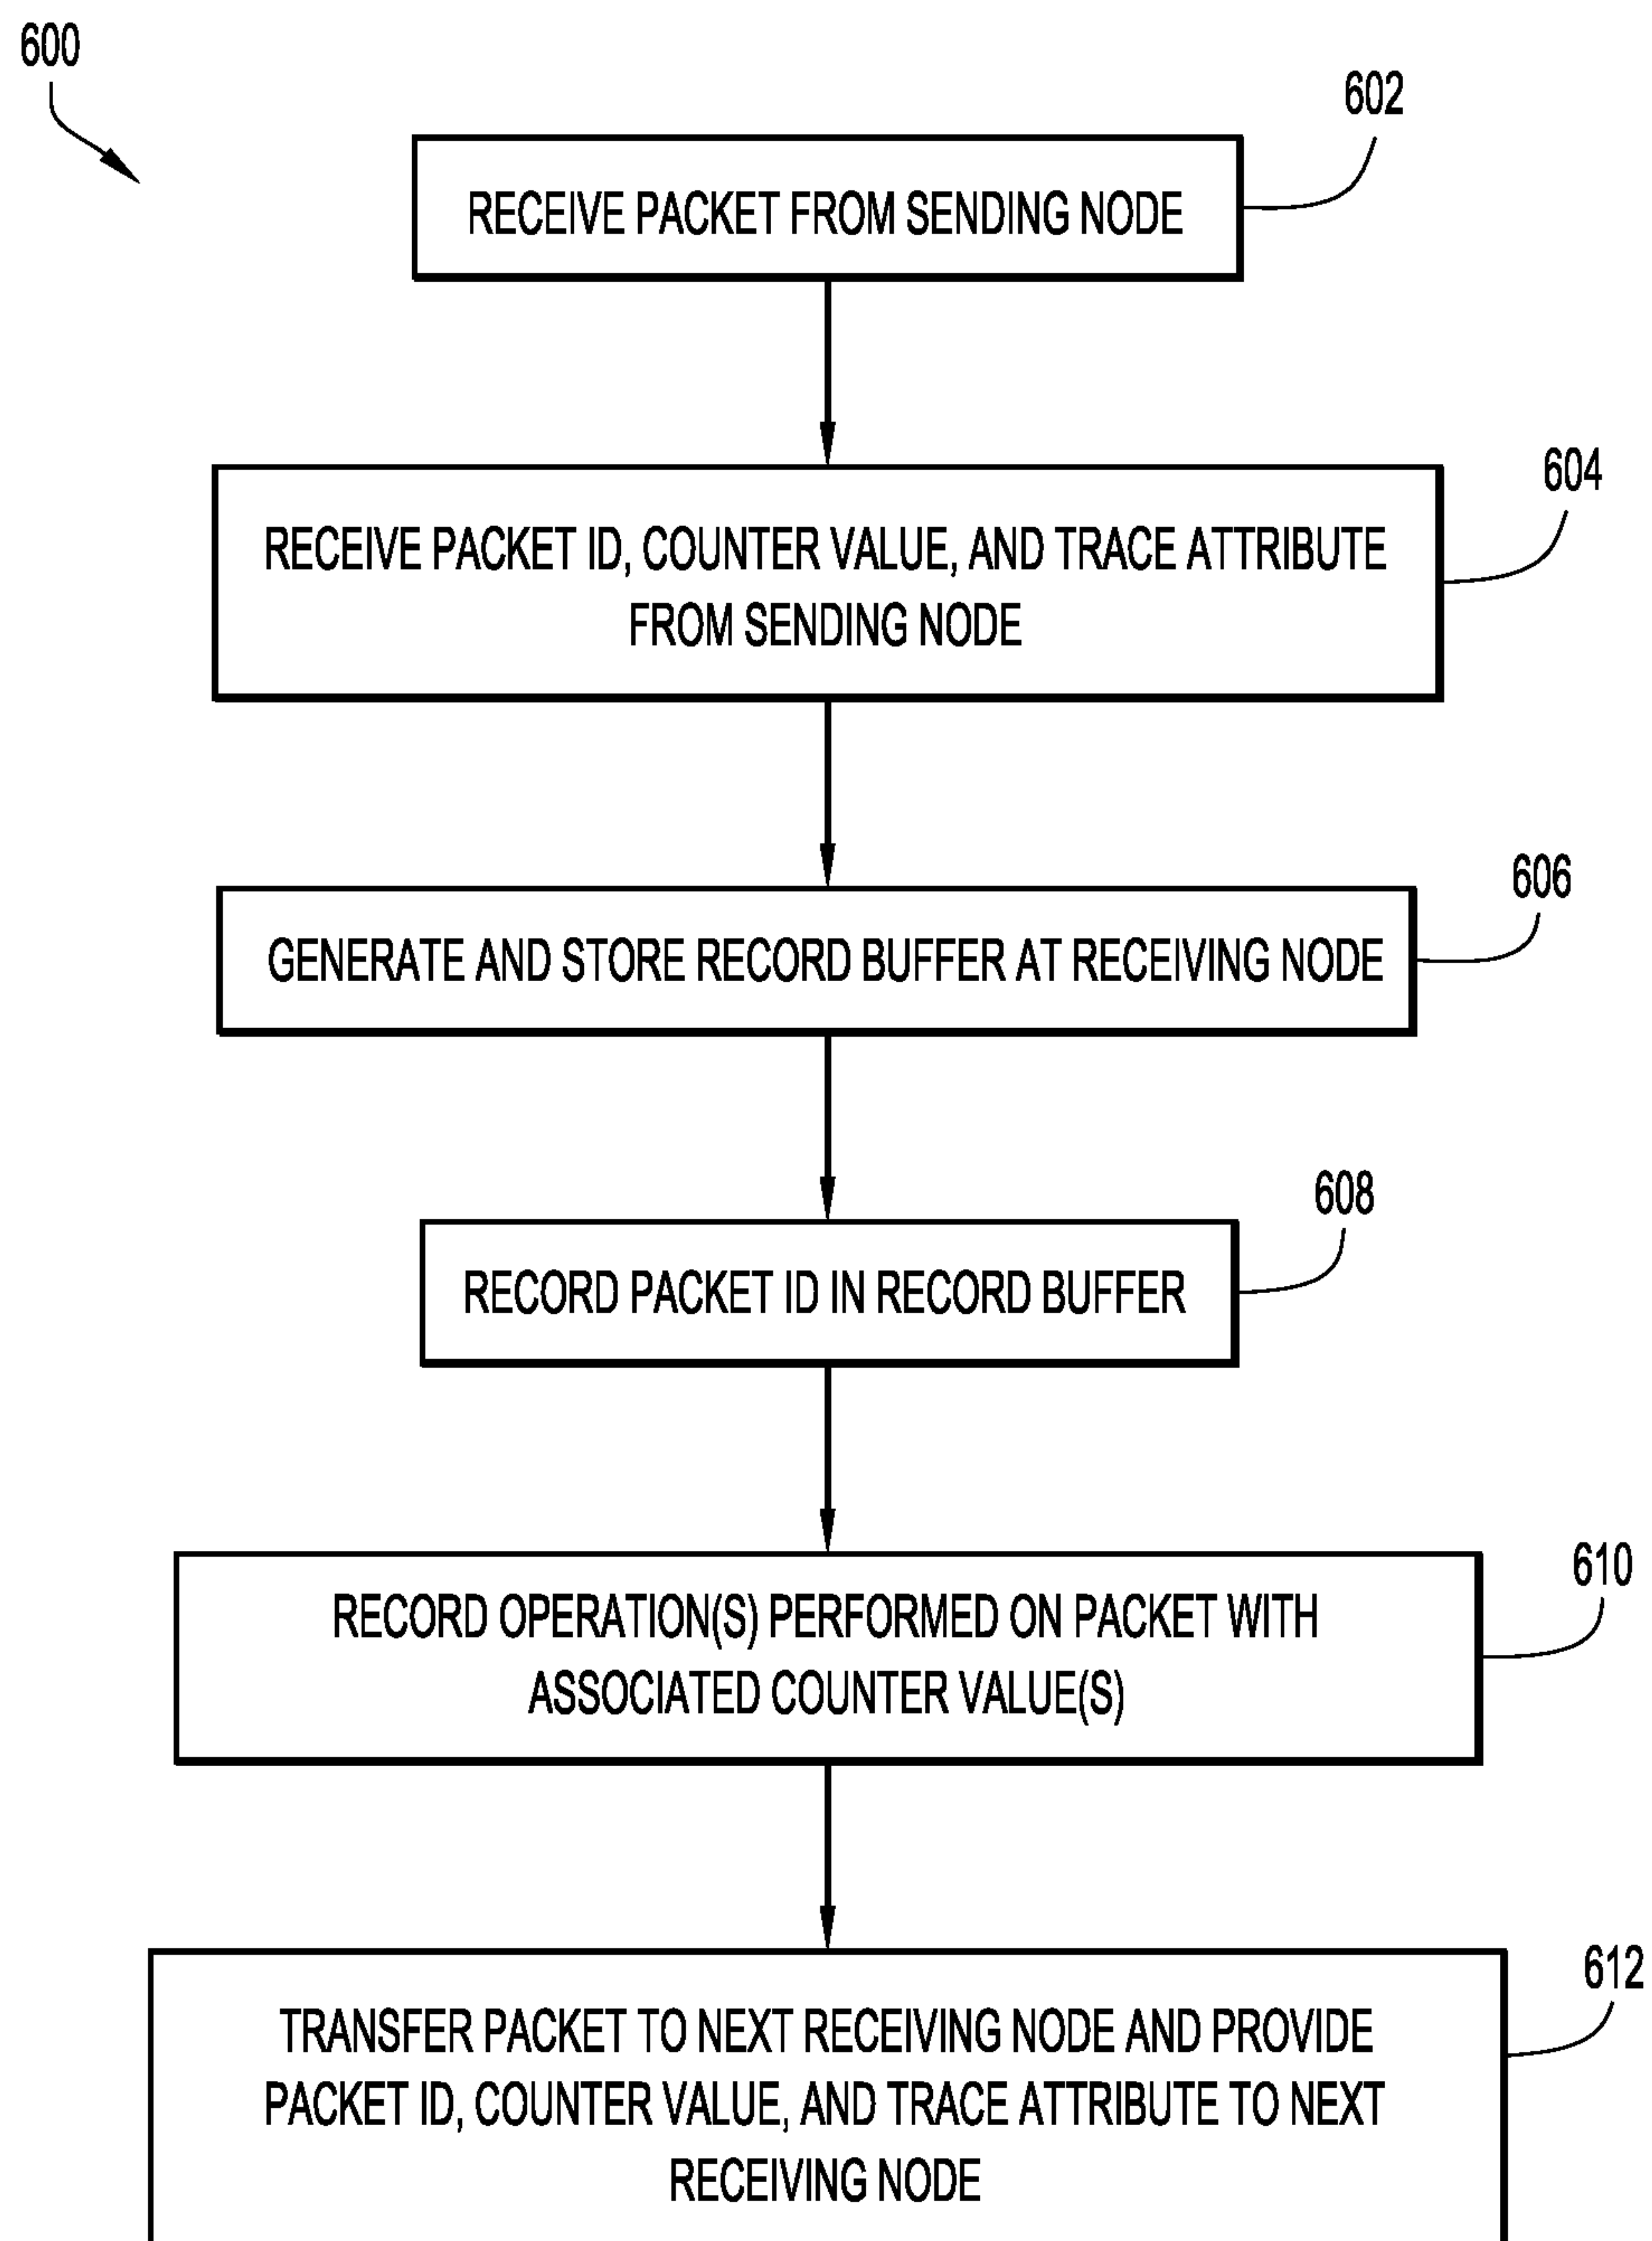 600
602
RECEIVE PACKET FROM SENDING NODE
604
RECEIVE PACKET ID, COUNTER VALUE, AND TRACE ATTRIBUTE
FROM SENDING NODE
606
GENERATE AND STORE RECORD BUFFER AT RECEIVING NODE
608
RECORD PACKET ID IN RECORD BUFFER
610
RECORD OPERATION(S) PERFORMED ON PACKET WITH
ASSOCIATED COUNTER VALUE(S)
612
TRANSFER PACKET TO NEXT RECEIVING NODE AND PROVIDE
PACKET ID, COUNTER VALUE, AND TRACE ATTRIBUTE TO NEXT
RECEIVING NODE